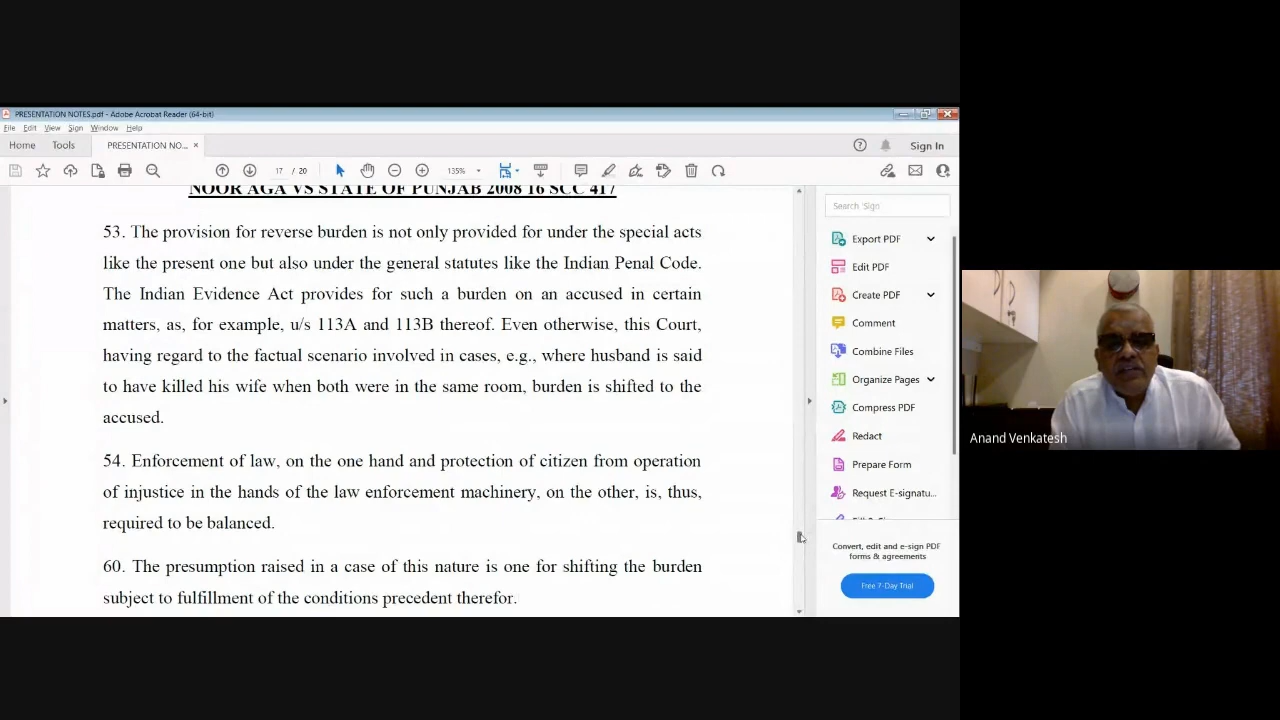 PRESENTATION NOTES.pdf - Adobe Acrobat Reader (64-bit)
File Edit View Sign Window Help
Home Tools PRESENTATION NO... × Sign In
17 / 20 135%
NOOR AGA VS STATE OF PUNJAB 2008 16 SCC 417
53. The provision for reverse burden is not only provided for under the special acts
like the present one but also under the general statutes like the Indian Penal Code.
The Indian Evidence Act provides for such a burden on an accused in certain
matters, as, for example, u/s 113A and 113B thereof. Even otherwise, this Court,
having regard to the factual scenario involved in cases, e.g., where husband is said
to have killed his wife when both were in the same room, burden is shifted to the
accused.
54. Enforcement of law, on the one hand and protection of citizen from operation
of injustice in the hands of the law enforcement machinery, on the other, is, thus,
required to be balanced.
60. The presumption raised in a case of this nature is one for shifting the burden
subject to fulfillment of the conditions precedent therefor.
Search 'Sign'
Export PDF
Edit PDF
Create PDF
Comment
Combine Files
Organize Pages
Compress PDF
Redact
Prepare Form
Request E-signatu...
Convert, edit and e-sign PDF
forms & agreements
Free 7-Day Trial
Anand Venkatesh